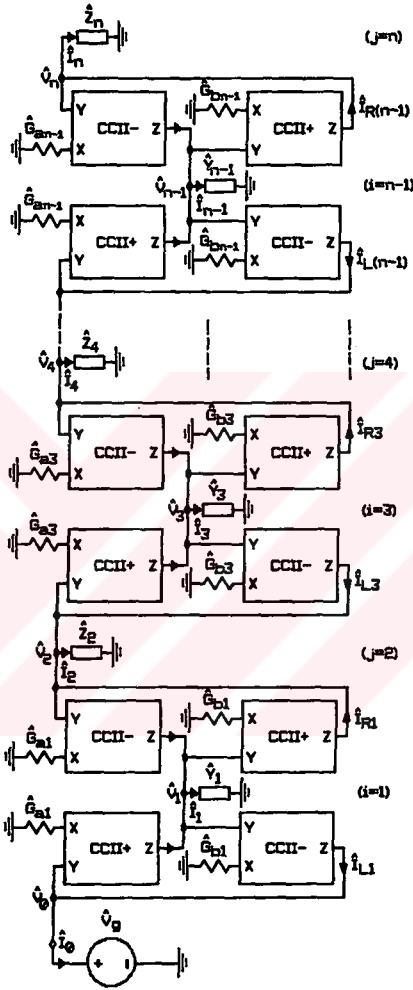 Ẑn
În
(j=n)
V̂n
Ĝbn-1
ÎR(n-1)
Y CCII- Z
X CCII+ Z
Ĝan-1
X
Y
Ŷn-1
V̂n-1
(i=n-1)
Ĝan-1
În-1
X CCII+ Z
Y CCII- Z
Y
Ĝbn-1
X
ÎL(n-1)
Ẑ4
V̂4
Î4
(j=4)
Ĝb3
ÎR3
Y CCII- Z
X CCII+ Z
Ĝa3
X
Y
Ŷ3
V̂3
(i=3)
Ĝa3
Î3
X CCII+ Z
Y CCII- Z
Y
Ĝb3
X
ÎL3
Ẑ2
V̂2
Î2
(j=2)
Ĝb1
ÎR1
Y CCII- Z
X CCII+ Z
Ĝa1
X
Y
Ŷ1
V̂1
(i=1)
Ĝa1
Î1
X CCII+ Z
Y CCII- Z
Y
Ĝb1
X
ÎL1
V̂0
V̂g
Î0
+ -